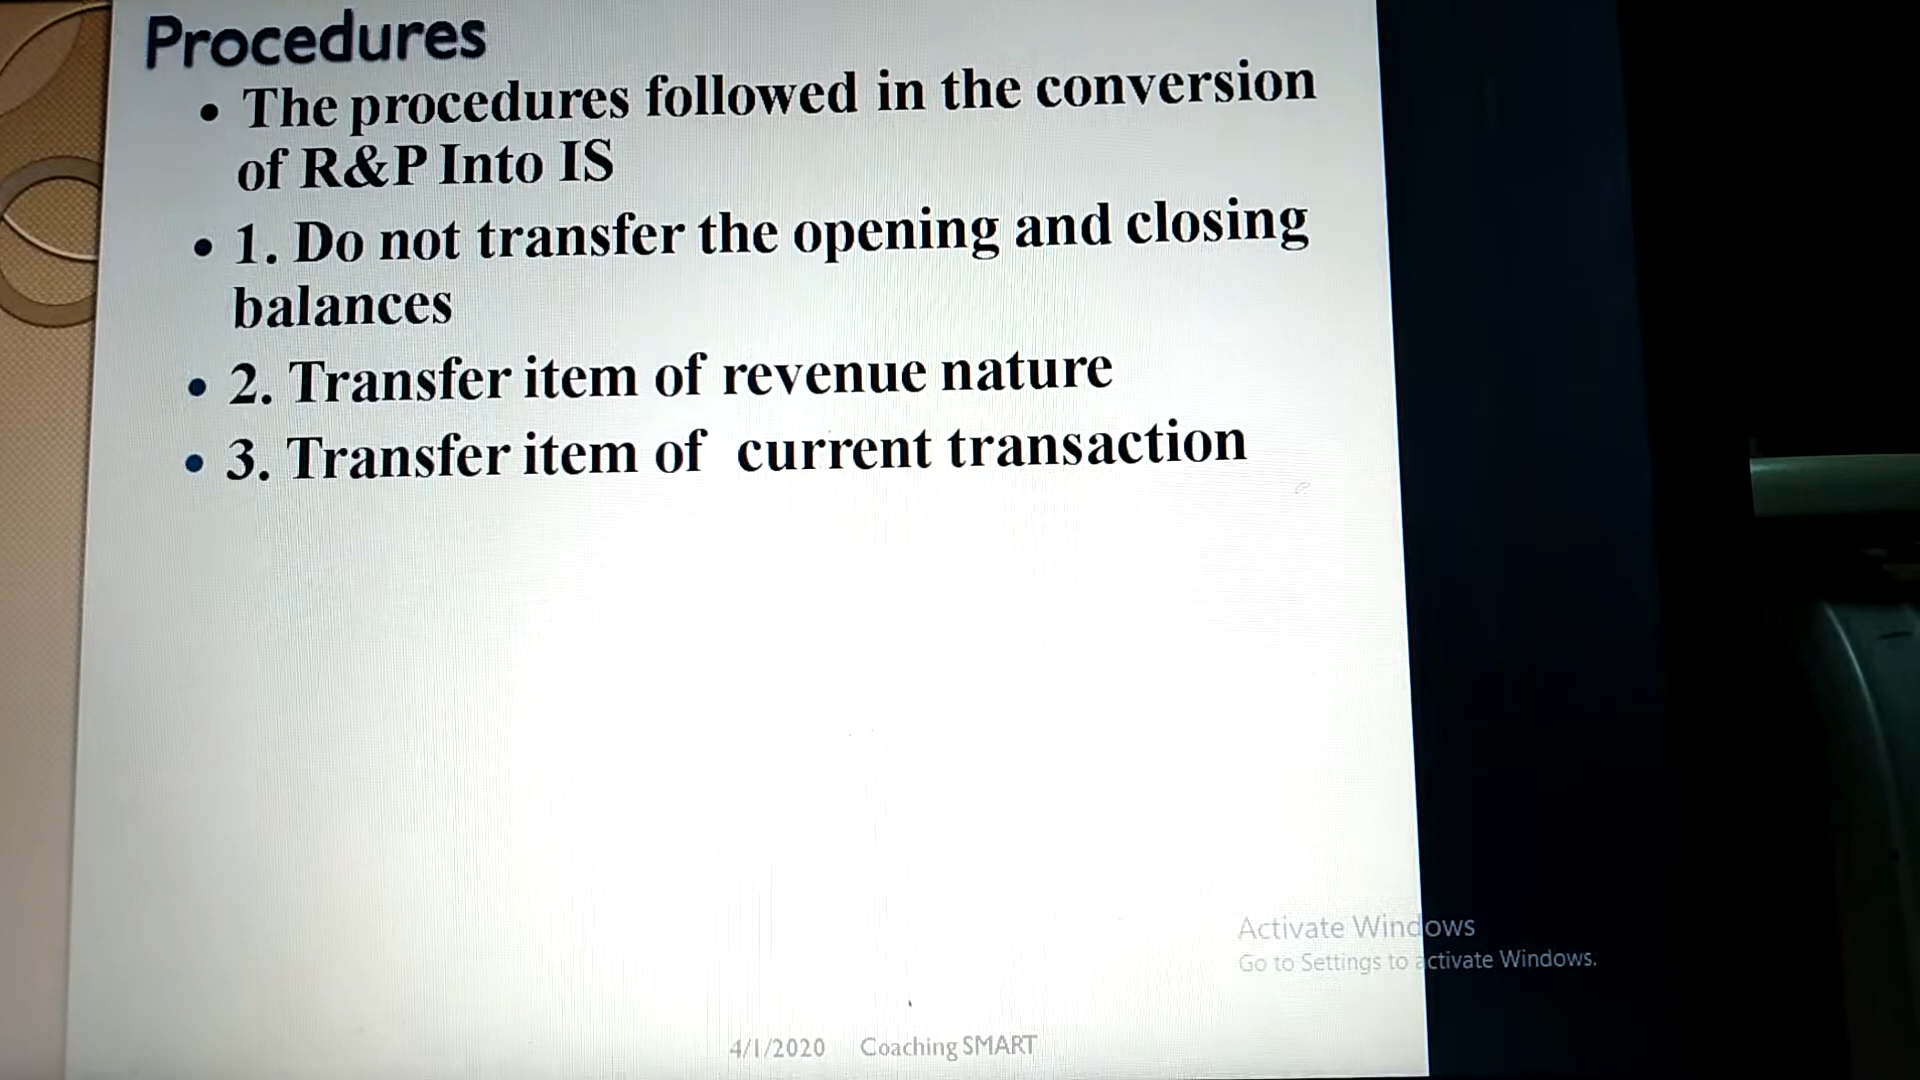 Procedures
• The procedures followed in the conversion
of R&P Into IS
• 1. Do not transfer the opening and closing
balances
• 2. Transfer item of revenue nature
• 3. Transfer item of current transaction
Activate Windows
Go to Settings to activate Windows.
4/1/2020 Coaching SMART